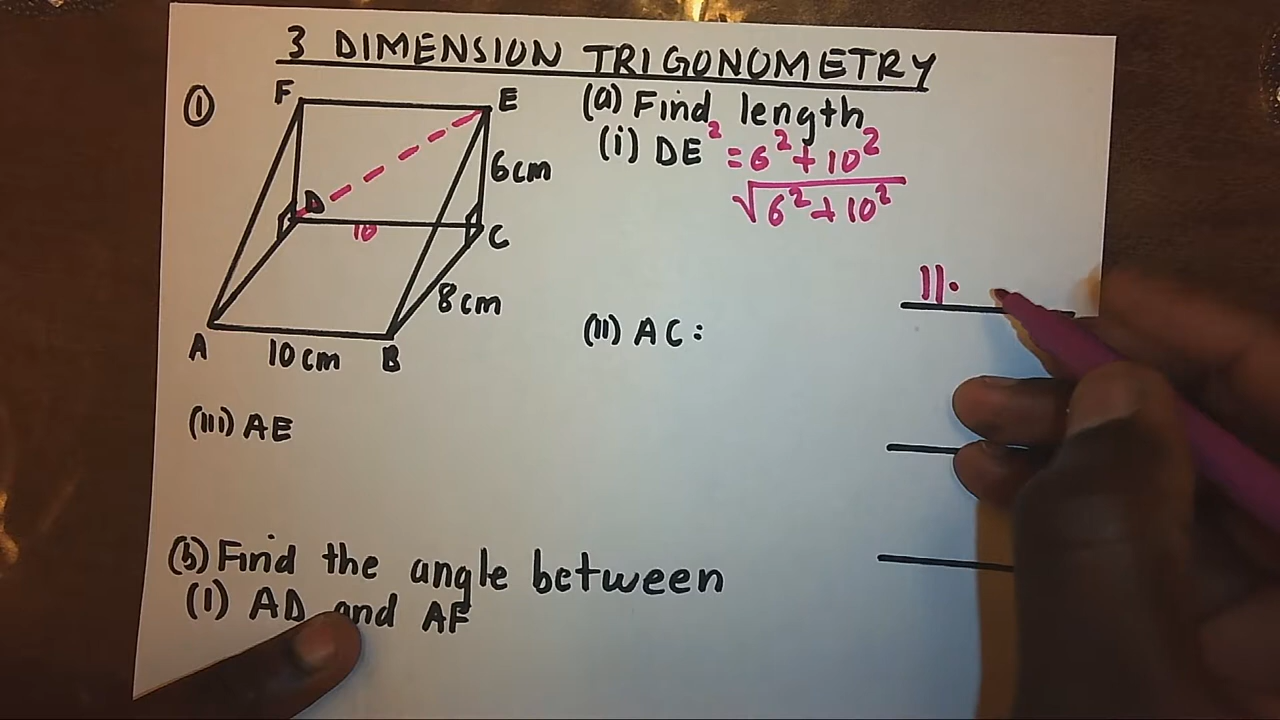 3 DIMENSION TRIGONOMETRY
①
F
E
6cm
D
10
C
8cm
A
10cm
B
(a) Find length
(i) DE² = 6² + 10²
√6² + 10²
11.
(ii) AC:
(iii) AE
(b) Find the angle between
(i) AD and AF